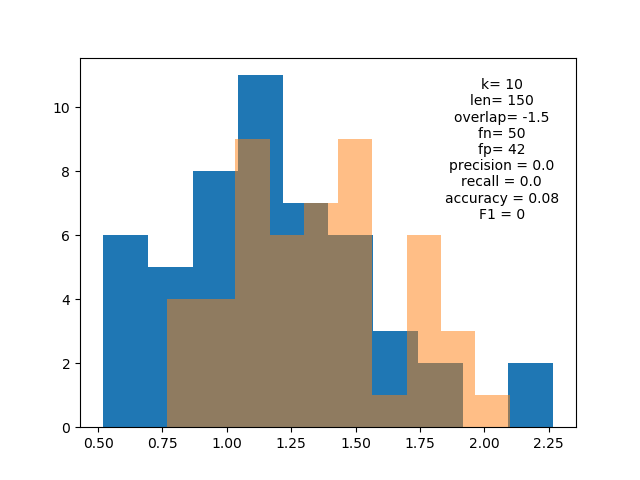 k= 10
len= 150
overlap= -1.5
fn= 50
fp= 42
precision = 0.0
recall = 0.0
accuracy = 0.08
F1 = 0
10
8
6
4
2
0
0.50 0.75 1.00 1.25 1.50 1.75 2.00 2.25